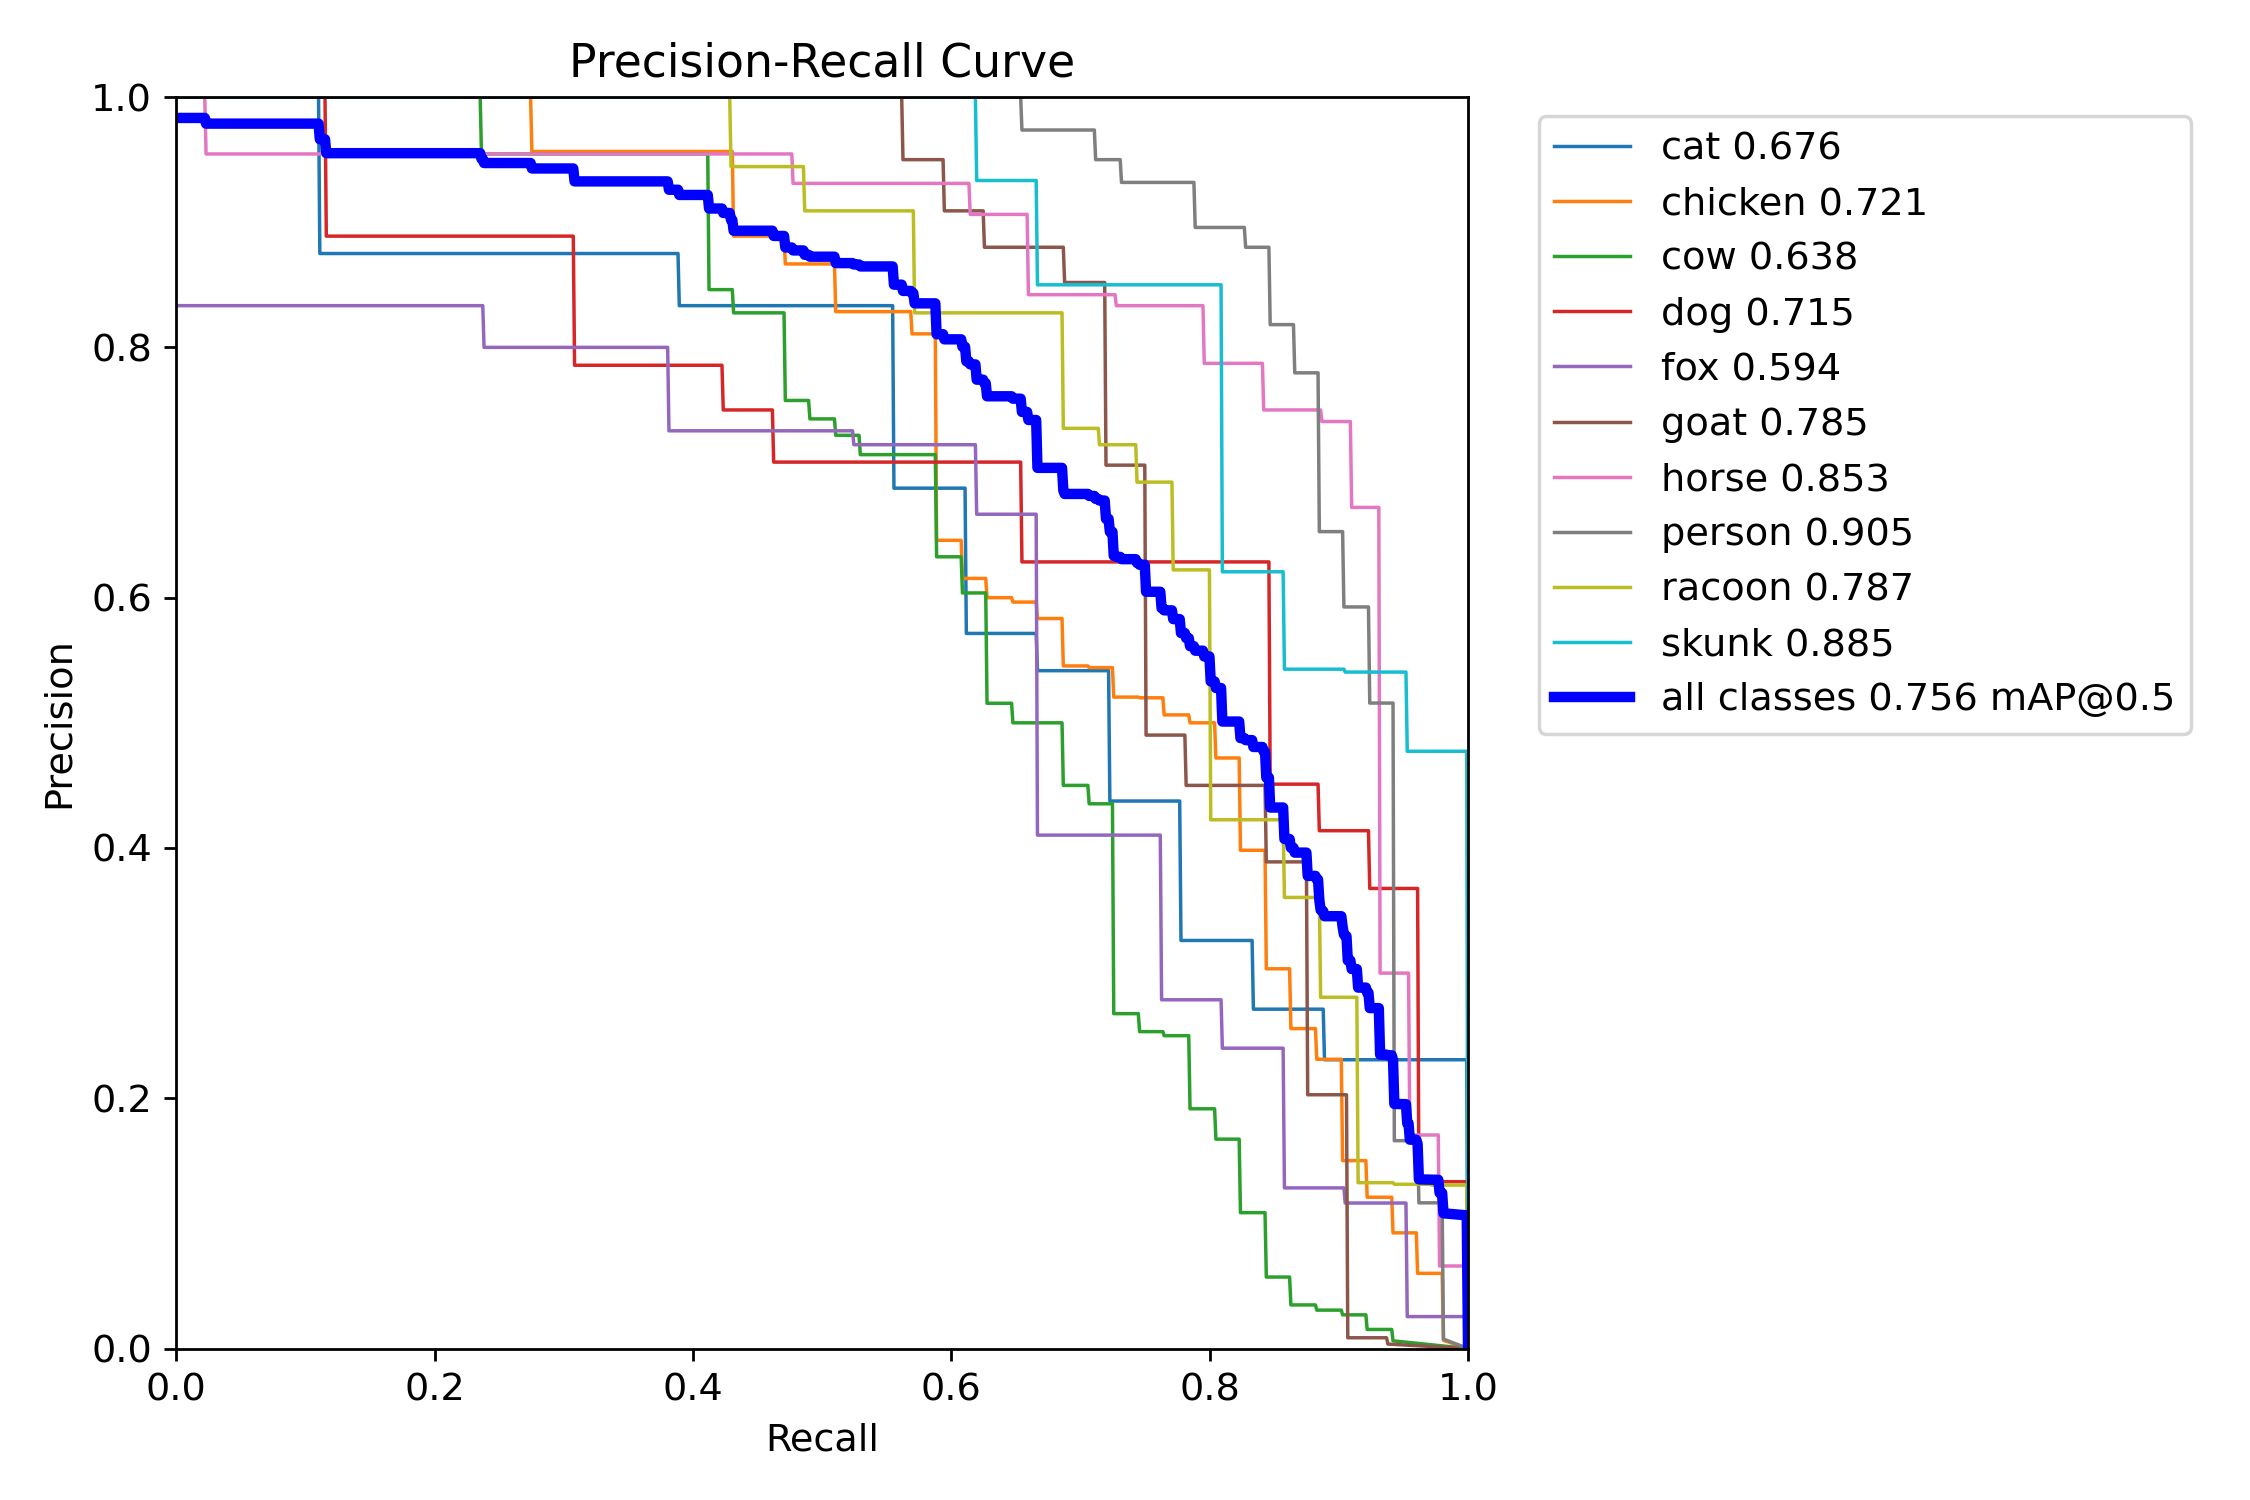 Precision-Recall Curve
1.0
0.8
0.6
0.4
0.2
0.0
Precision
0.0 0.2 0.4 0.6 0.8 1.0
Recall
cat 0.676
chicken 0.721
cow 0.638
dog 0.715
fox 0.594
goat 0.785
horse 0.853
person 0.905
racoon 0.787
skunk 0.885
all classes 0.756 mAP@0.5